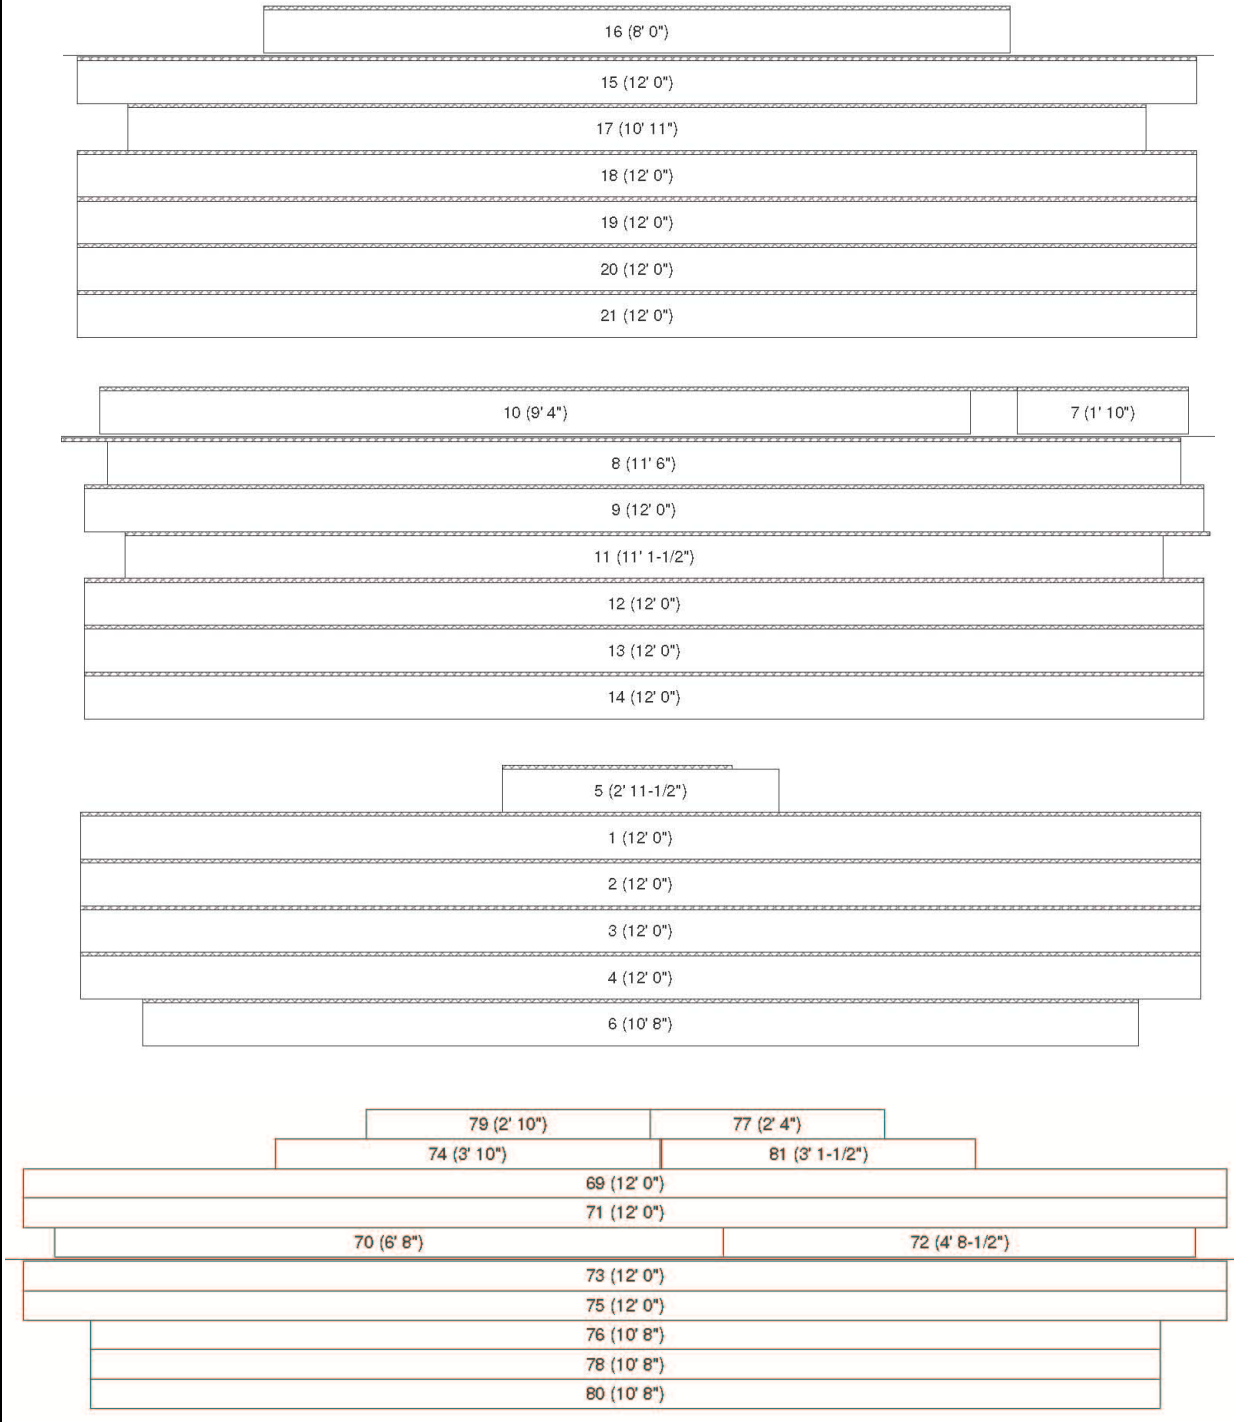 16 (8' 0")
15 (12' 0")
17 (10' 11")
18 (12' 0")
19 (12' 0")
20 (12' 0")
21 (12' 0")
10 (9' 4") 7 (1' 10")
8 (11' 6")
9 (12' 0")
11 (11' 1-1/2")
12 (12' 0")
13 (12' 0")
14 (12' 0")
5 (2' 11-1/2")
1 (12' 0")
2 (12' 0")
3 (12' 0")
4 (12' 0")
6 (10' 8")
79 (2' 10") 77 (2' 4")
74 (3' 10") 81 (3' 1-1/2")
69 (12' 0")
71 (12' 0")
70 (6' 8") 72 (4' 8-1/2")
73 (12' 0")
75 (12' 0")
76 (10' 8")
78 (10' 8")
80 (10' 8")